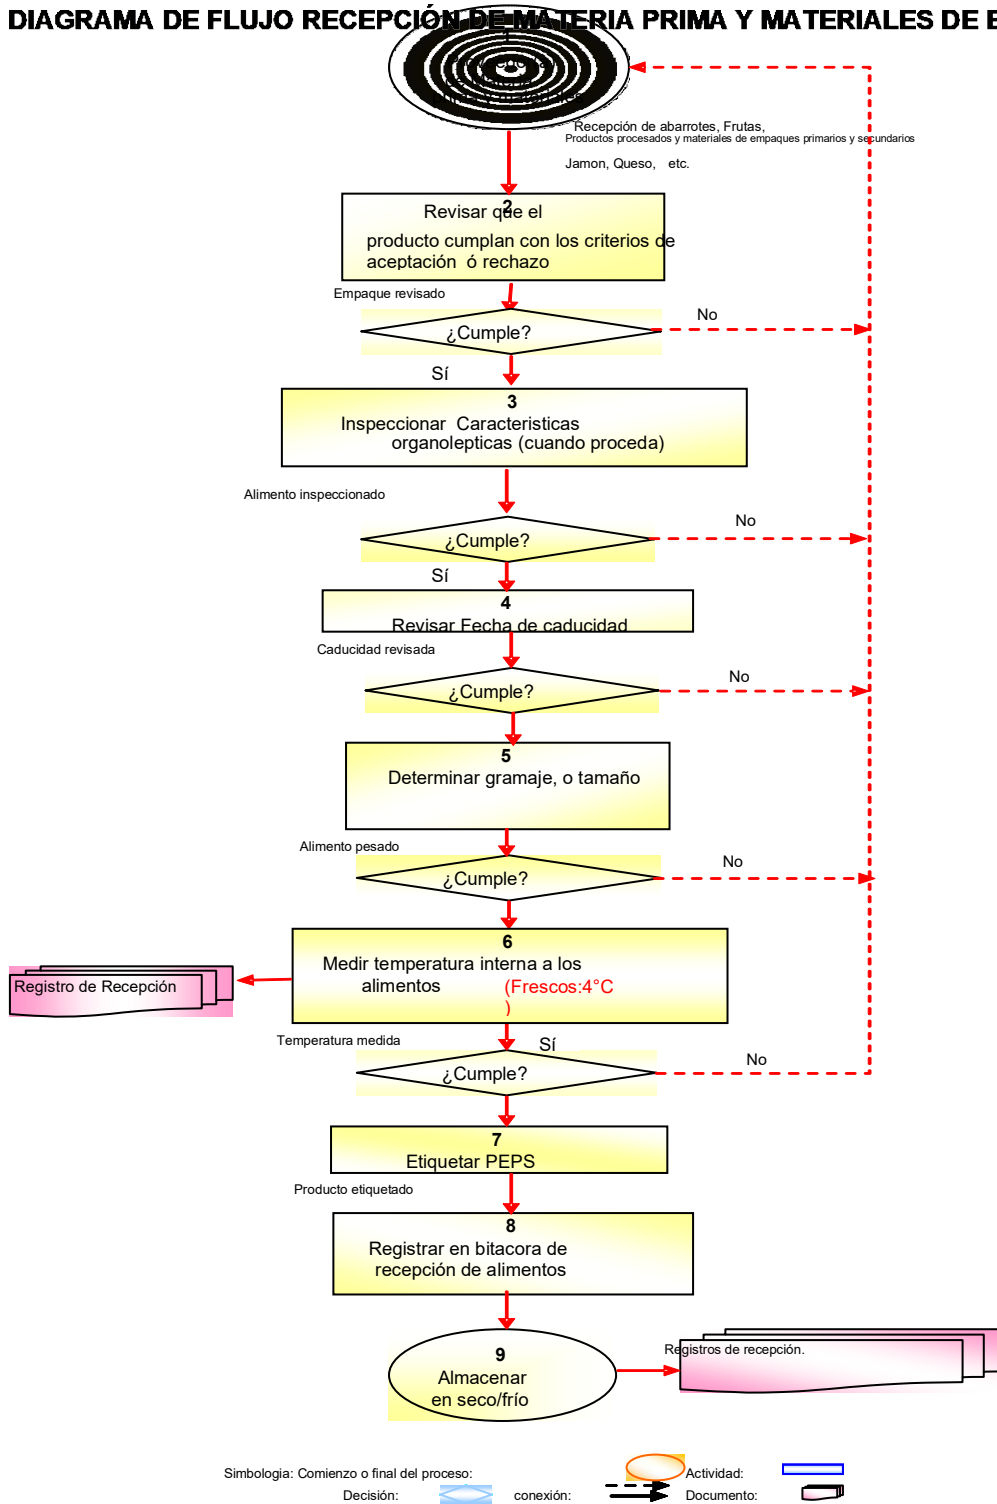 DIAGRAMA DE FLUJO RECEPCIÓN DE MATERIA PRIMA Y MATERIALES DE E
1
Recepción de abarrotes, Frutas,
Productos procesados y materiales de empaques primarios y secundarios
Jamon, Queso, etc.
2
Revisar que el
producto cumplan con los criterios de
aceptación ó rechazo
Empaque revisado
¿Cumple?
No
Sí
3
Inspeccionar Caracteristicas
organolepticas (cuando proceda)
Alimento inspeccionado
¿Cumple?
No
Sí
4
Revisar Fecha de caducidad
Caducidad revisada
¿Cumple?
No
5
Determinar gramaje, o tamaño
Alimento pesado
¿Cumple?
No
6
Medir temperatura interna a los
alimentos (Frescos:4°C
)
Registro de Recepción
Temperatura medida
Sí
¿Cumple?
No
7
Etiquetar PEPS
Producto etiquetado
8
Registrar en bitacora de
recepción de alimentos
9
Almacenar
en seco/frío
Registros de recepción.
Simbologia: Comienzo o final del proceso: Actividad:
Decisión: conexión: Documento: